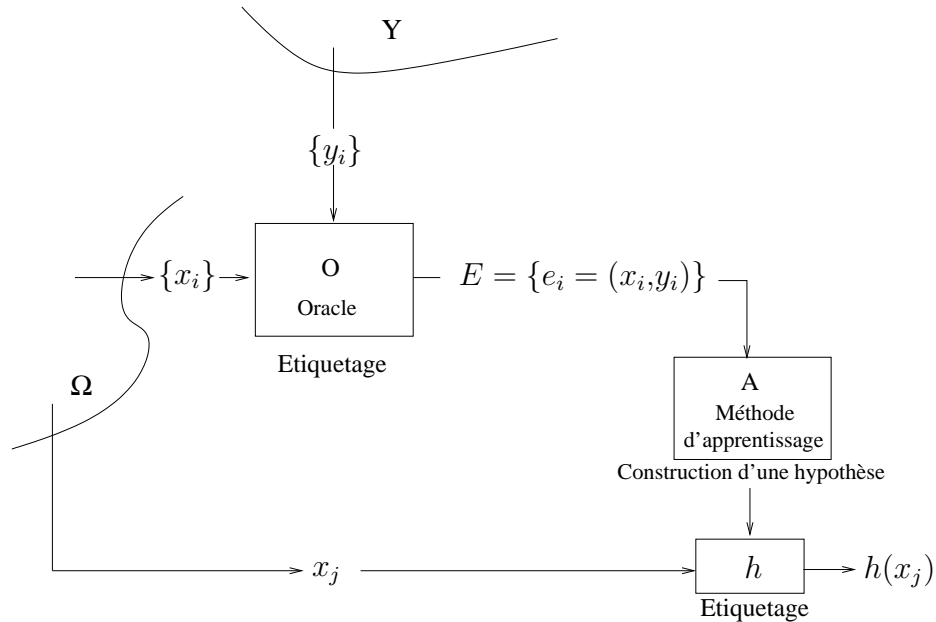 Y
{y_i}
{x_i}
O
Oracle
E = {e_i = (x_i,y_i)}
Etiquetage
Ω
A
Méthode
d'apprentissage
Construction d'une hypothèse
x_j
h
h(x_j)
Etiquetage